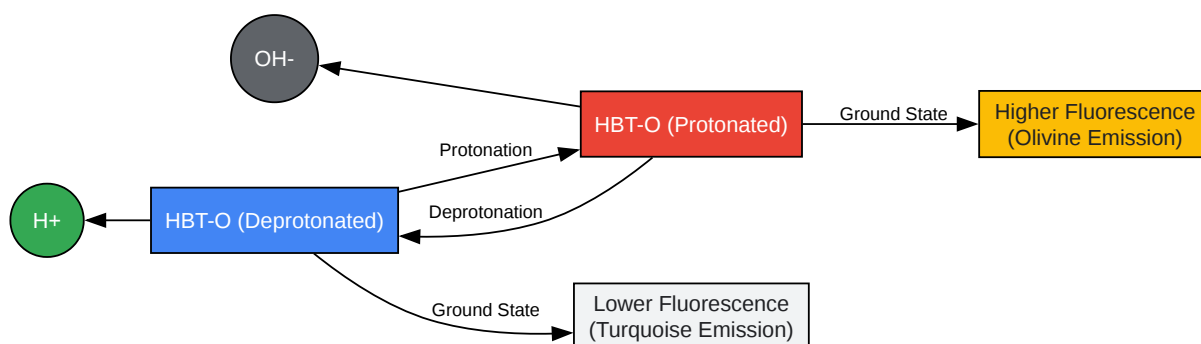 OH-
HBT-O (Protonated)
Ground State
Higher Fluorescence
(Olivine Emission)
Protonation
H+
HBT-O (Deprotonated)
Deprotonation
Ground State
Lower Fluorescence
(Turquoise Emission)